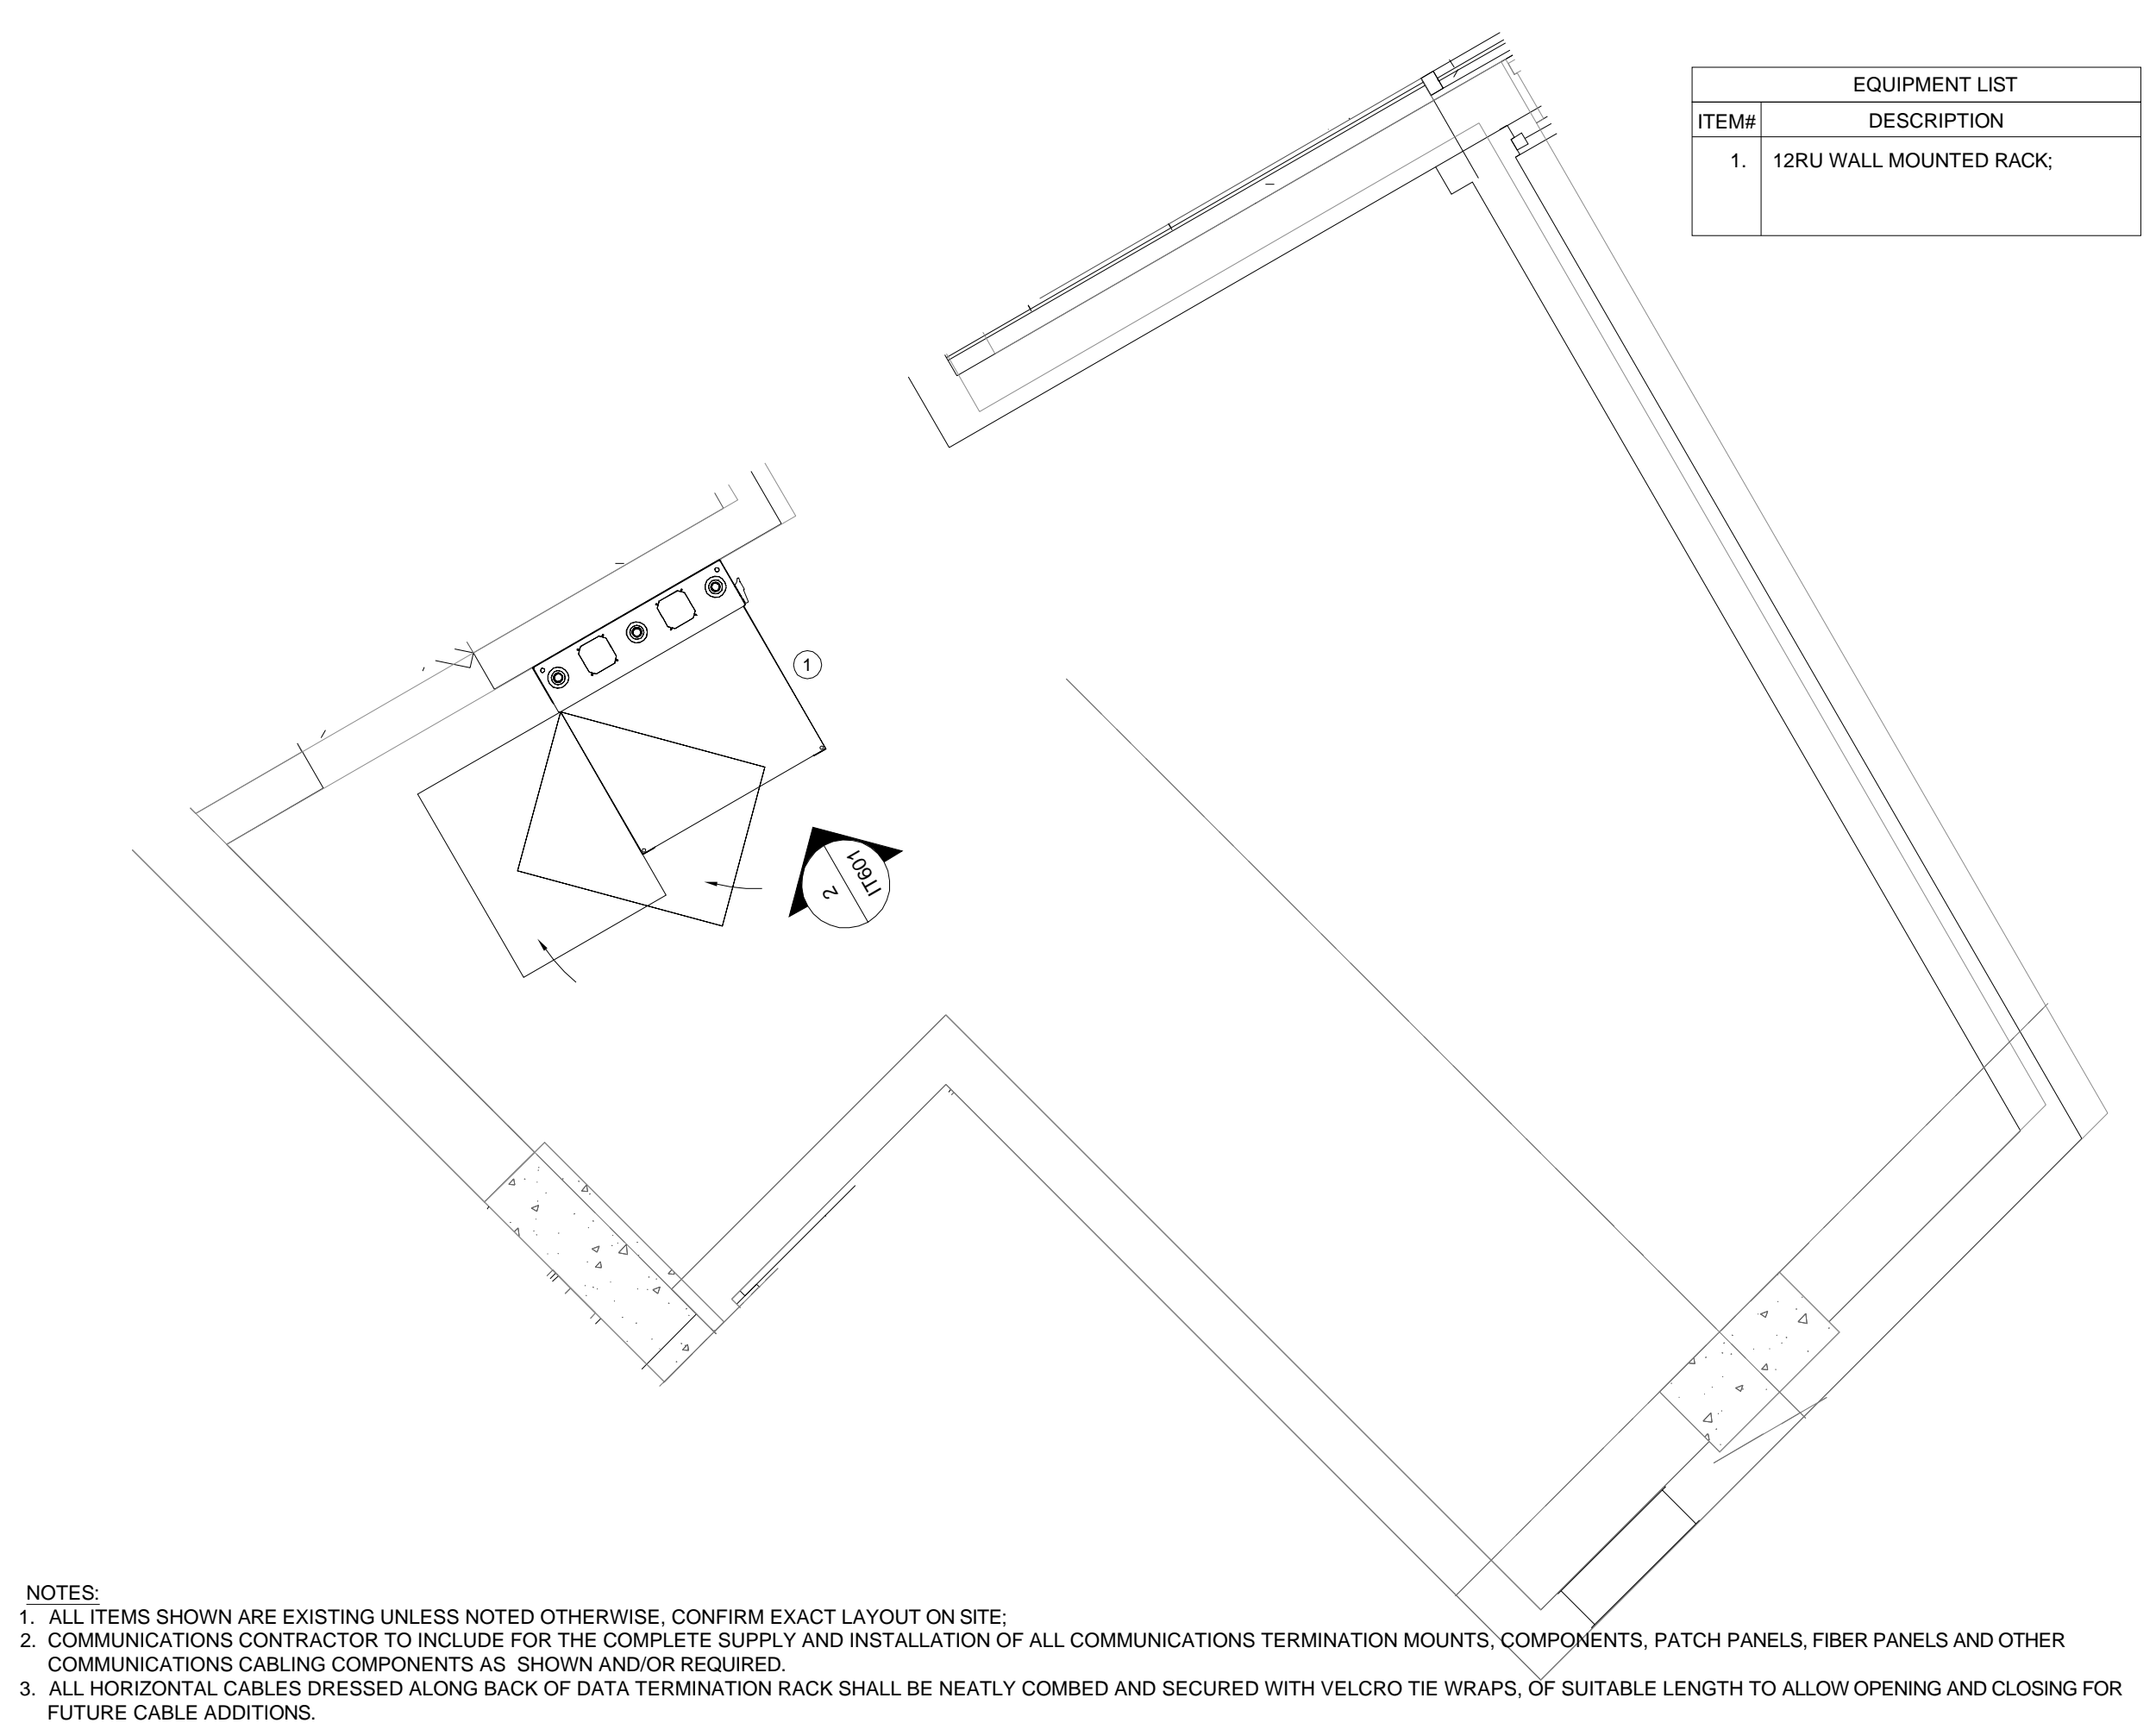 EQUIPMENT LIST
ITEM# DESCRIPTION
1. 12RU WALL MOUNTED RACK;
1
2
IT601
NOTES:
1. ALL ITEMS SHOWN ARE EXISTING UNLESS NOTED OTHERWISE, CONFIRM EXACT LAYOUT ON SITE;
2. COMMUNICATIONS CONTRACTOR TO INCLUDE FOR THE COMPLETE SUPPLY AND INSTALLATION OF ALL COMMUNICATIONS TERMINATION MOUNTS, COMPONENTS, PATCH PANELS, FIBER PANELS AND OTHER
COMMUNICATIONS CABLING COMPONENTS AS SHOWN AND/OR REQUIRED.
3. ALL HORIZONTAL CABLES DRESSED ALONG BACK OF DATA TERMINATION RACK SHALL BE NEATLY COMBED AND SECURED WITH VELCRO TIE WRAPS, OF SUITABLE LENGTH TO ALLOW OPENING AND CLOSING FOR
FUTURE CABLE ADDITIONS.